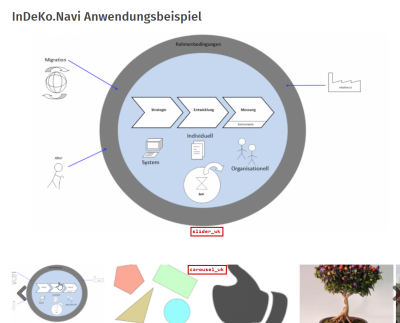 InDeKo.Navi Anwendungsbeispiel
Rahmenbedingungen
Migration
Strategie
Entwicklung
Messung
Individuell
System
Organisationell
slider_uk
carousel_uk